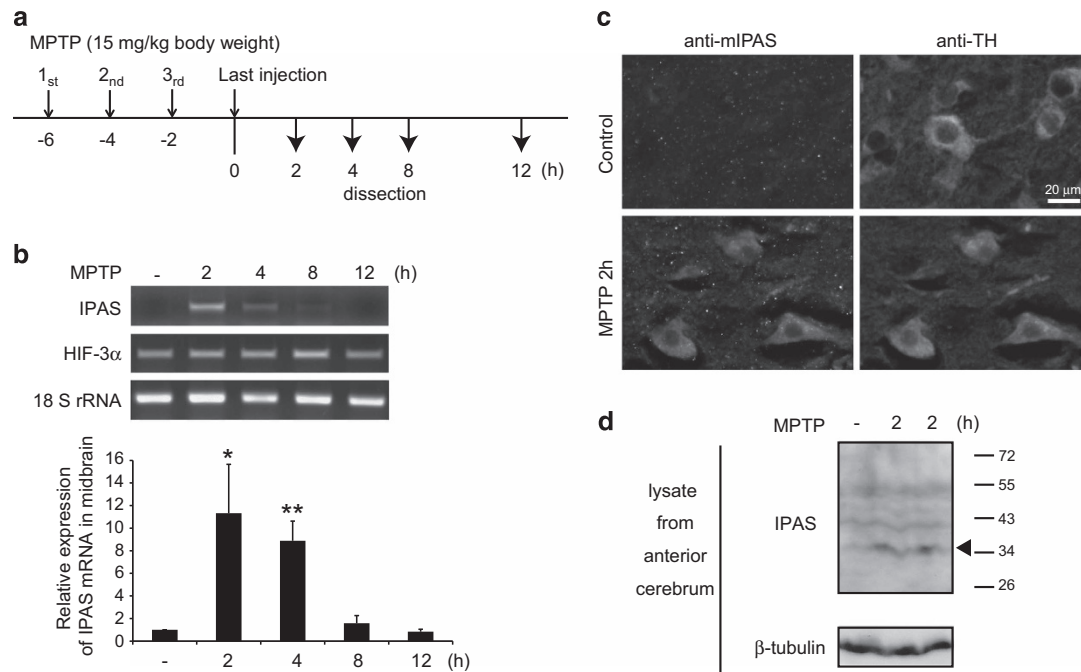 a
MPTP (15 mg/kg body weight)
1st 2nd 3rd Last injection
-6 -4 -2 0 2 4 8 12 (h)
dissection
b
MPTP - 2 4 8 12 (h)
IPAS
HIF-3α
18 S rRNA
Relative expression
of IPAS mRNA in midbrain
16
14
12
10
8
6
4
2
0
*
**
- 2 4 8 12 (h)
c
anti-mIPAS anti-TH
Control
20 μm
MPTP 2h
d
MPTP - 2 2 (h)
lysate
from
anterior
cerebrum
IPAS
72
55
43
34
26
β-tubulin